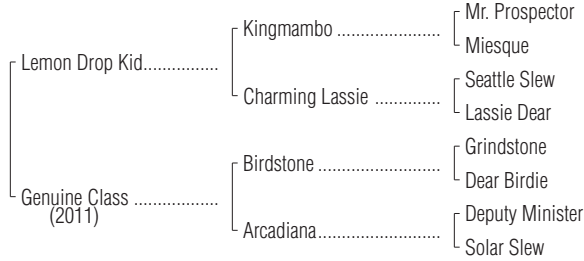 Mr. Prospector
Kingmambo ........................
Miesque
Lemon Drop Kid................
Seattle Slew
Charming Lassie ...............
Lassie Dear
Grindstone
Birdstone ............................
Dear Birdie
Genuine Class ..................
(2011)
Deputy Minister
Arcadiana............................
Solar Slew